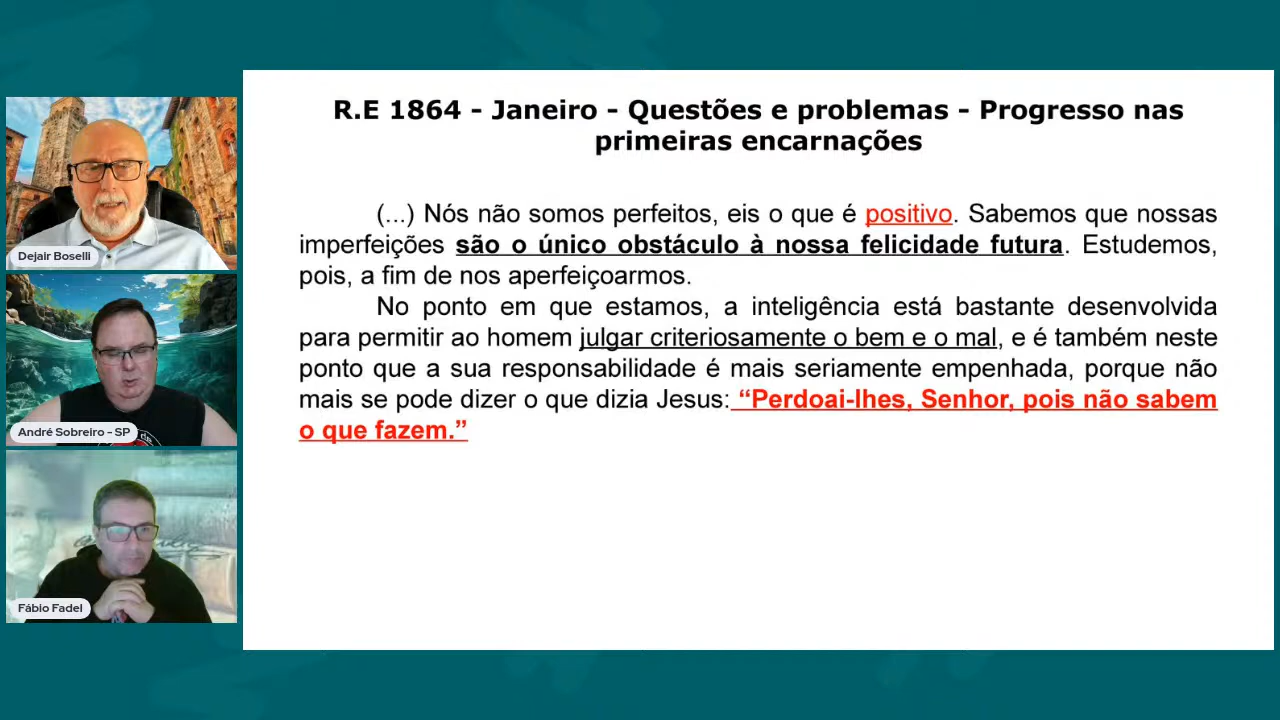 R.E 1864 - Janeiro - Questões e problemas - Progresso nas
primeiras encarnações
(...) Nós não somos perfeitos, eis o que é positivo. Sabemos que nossas
imperfeições são o único obstáculo à nossa felicidade futura. Estudemos,
pois, a fim de nos aperfeiçoarmos.
No ponto em que estamos, a inteligência está bastante desenvolvida
para permitir ao homem julgar criteriosamente o bem e o mal, e é também neste
ponto que a sua responsabilidade é mais seriamente empenhada, porque não
mais se pode dizer o que dizia Jesus: “Perdoai-lhes, Senhor, pois não sabem
o que fazem.”
Dejair Boselli
André Sobreiro - SP
Fábio Fadel